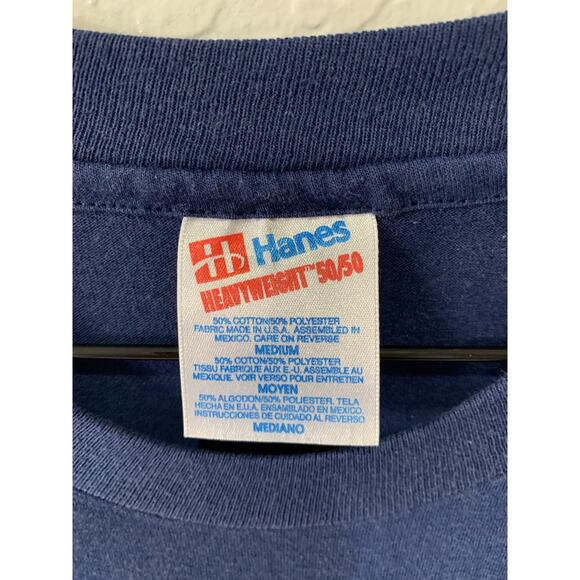 Hanes
HEAVYWEIGHT™ 50/50
50% COTTON/50% POLYESTER
FABRIC MADE IN U.S.A. ASSEMBLED IN
MEXICO. CARE ON REVERSE
MEDIUM
50% COTON/50% POLYESTER
TISSU FABRIQUE AUX E.-U. ASSEMBLE AU
MEXIQUE. VOIR VERSO POUR ENTRETIEN
MOYEN
50% ALGODON/50% POLIESTER, TELA
HECHA EN E.U.A. ENSAMBLADO EN MEXICO.
INSTRUCCIONES DE CUIDADO AL REVERSO
MEDIANO